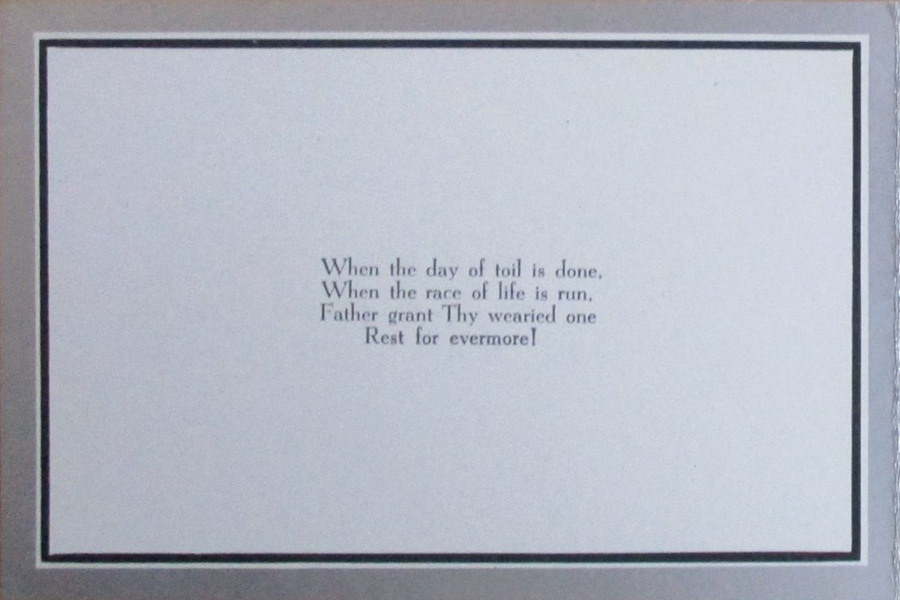 When the day of toil is done,
When the race of life is run,
Father grant Thy wearied one
Rest for evermore!